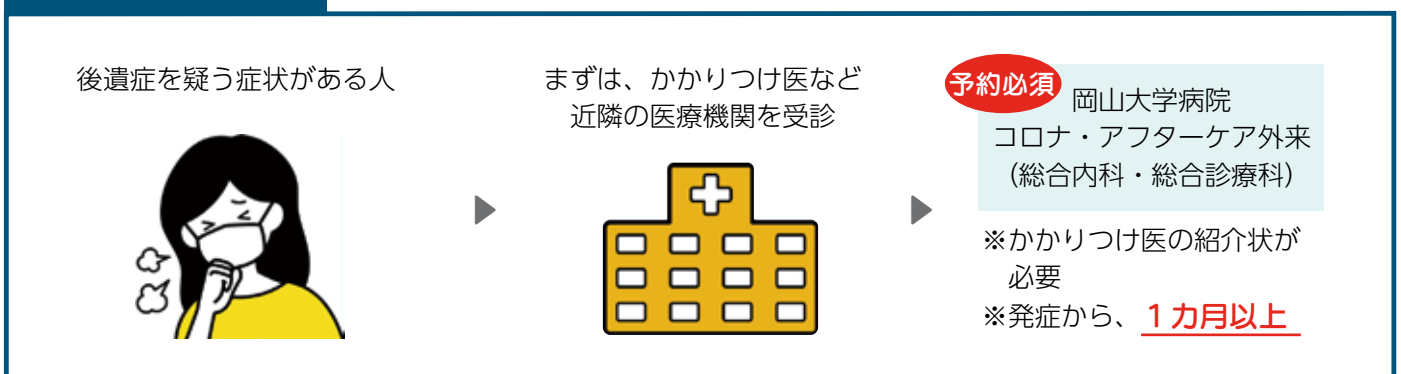 後遺症を疑う症状がある人
まずは、かかりつけ医など
近隣の医療機関を受診
予約必須
岡山大学病院
コロナ・アフターケア外来
（総合内科・総合診療科）
※かかりつけ医の紹介状が
必要
※発症から、１カ月以上